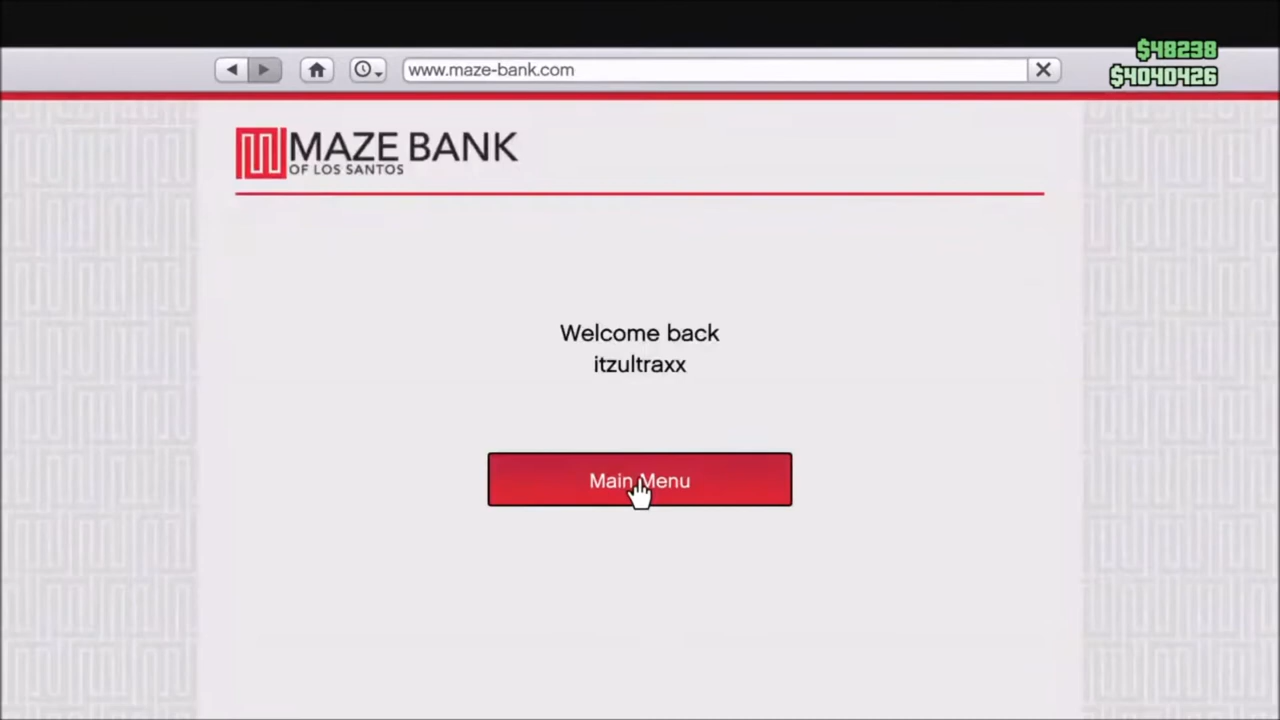 $48238
www.maze-bank.com
$4040426
MAZE BANK
OF LOS SANTOS
Welcome back
itzultraxx
Main Menu